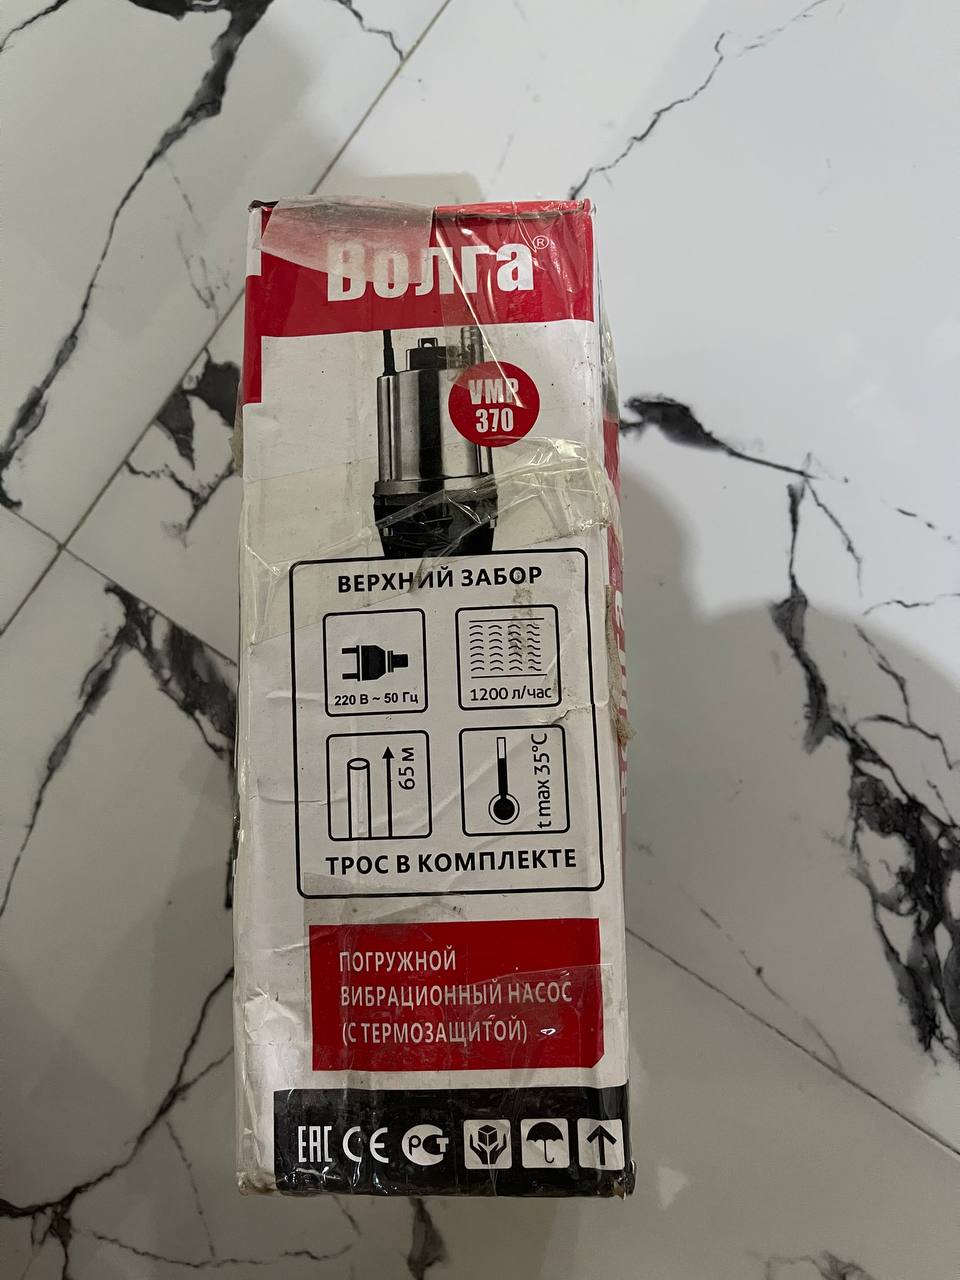 Волга®
VMP
370
ВЕРХНИЙ ЗАБОР
220 В ~ 50 Гц
1200 л/час
65 м
t max 35°C
ТРОС В КОМПЛЕКТЕ
ПОГРУЖНОЙ
ВИБРАЦИОННЫЙ НАСОС
(С ТЕРМОЗАЩИТОЙ)
EAC CE РСТ